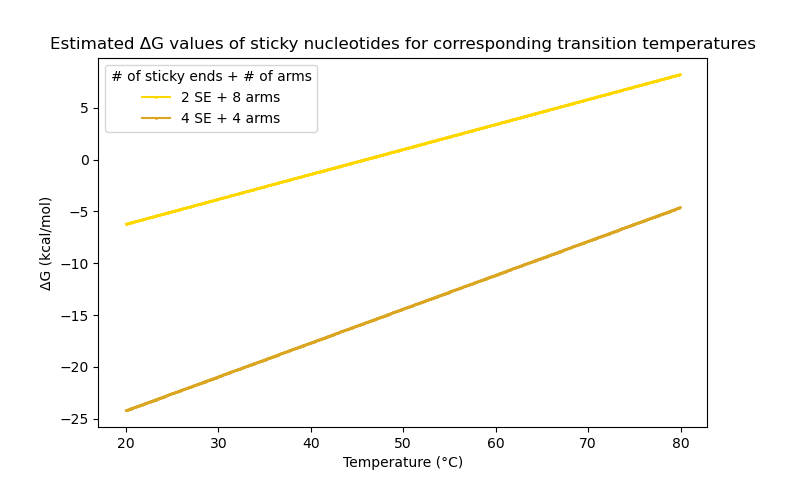 Estimated ΔG values of sticky nucleotides for corresponding transition temperatures
# of sticky ends + # of arms
2 SE + 8 arms
4 SE + 4 arms
5
0
−5
−10
−15
−20
−25
ΔG (kcal/mol)
20 30 40 50 60 70 80
Temperature (°C)